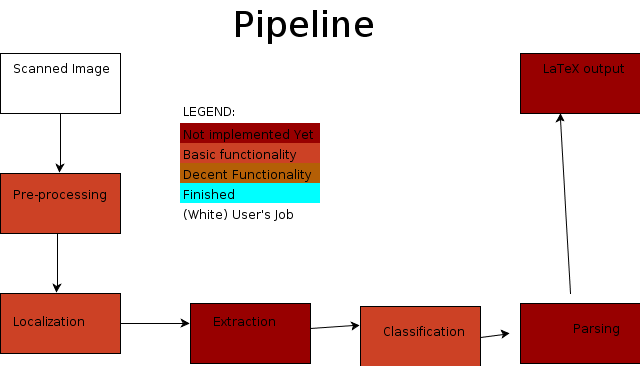 Pipeline
Scanned Image
LaTeX output
LEGEND:
Not implemented Yet
Basic functionality
Decent Functionality
Finished
(White) User's Job
Pre-processing
Localization
Extraction
Classification
Parsing